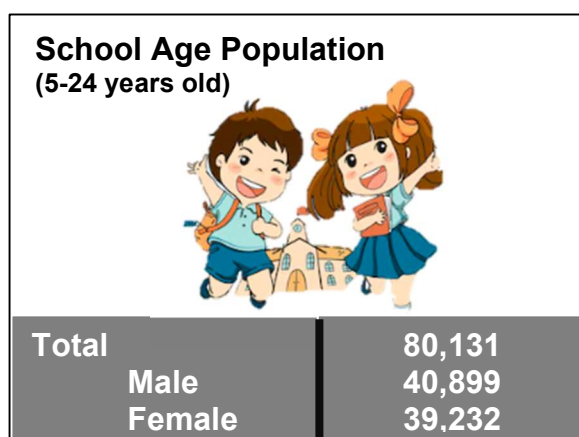 School Age Population
(5-24 years old)
Total 80,131
Male 40,899
Female 39,232